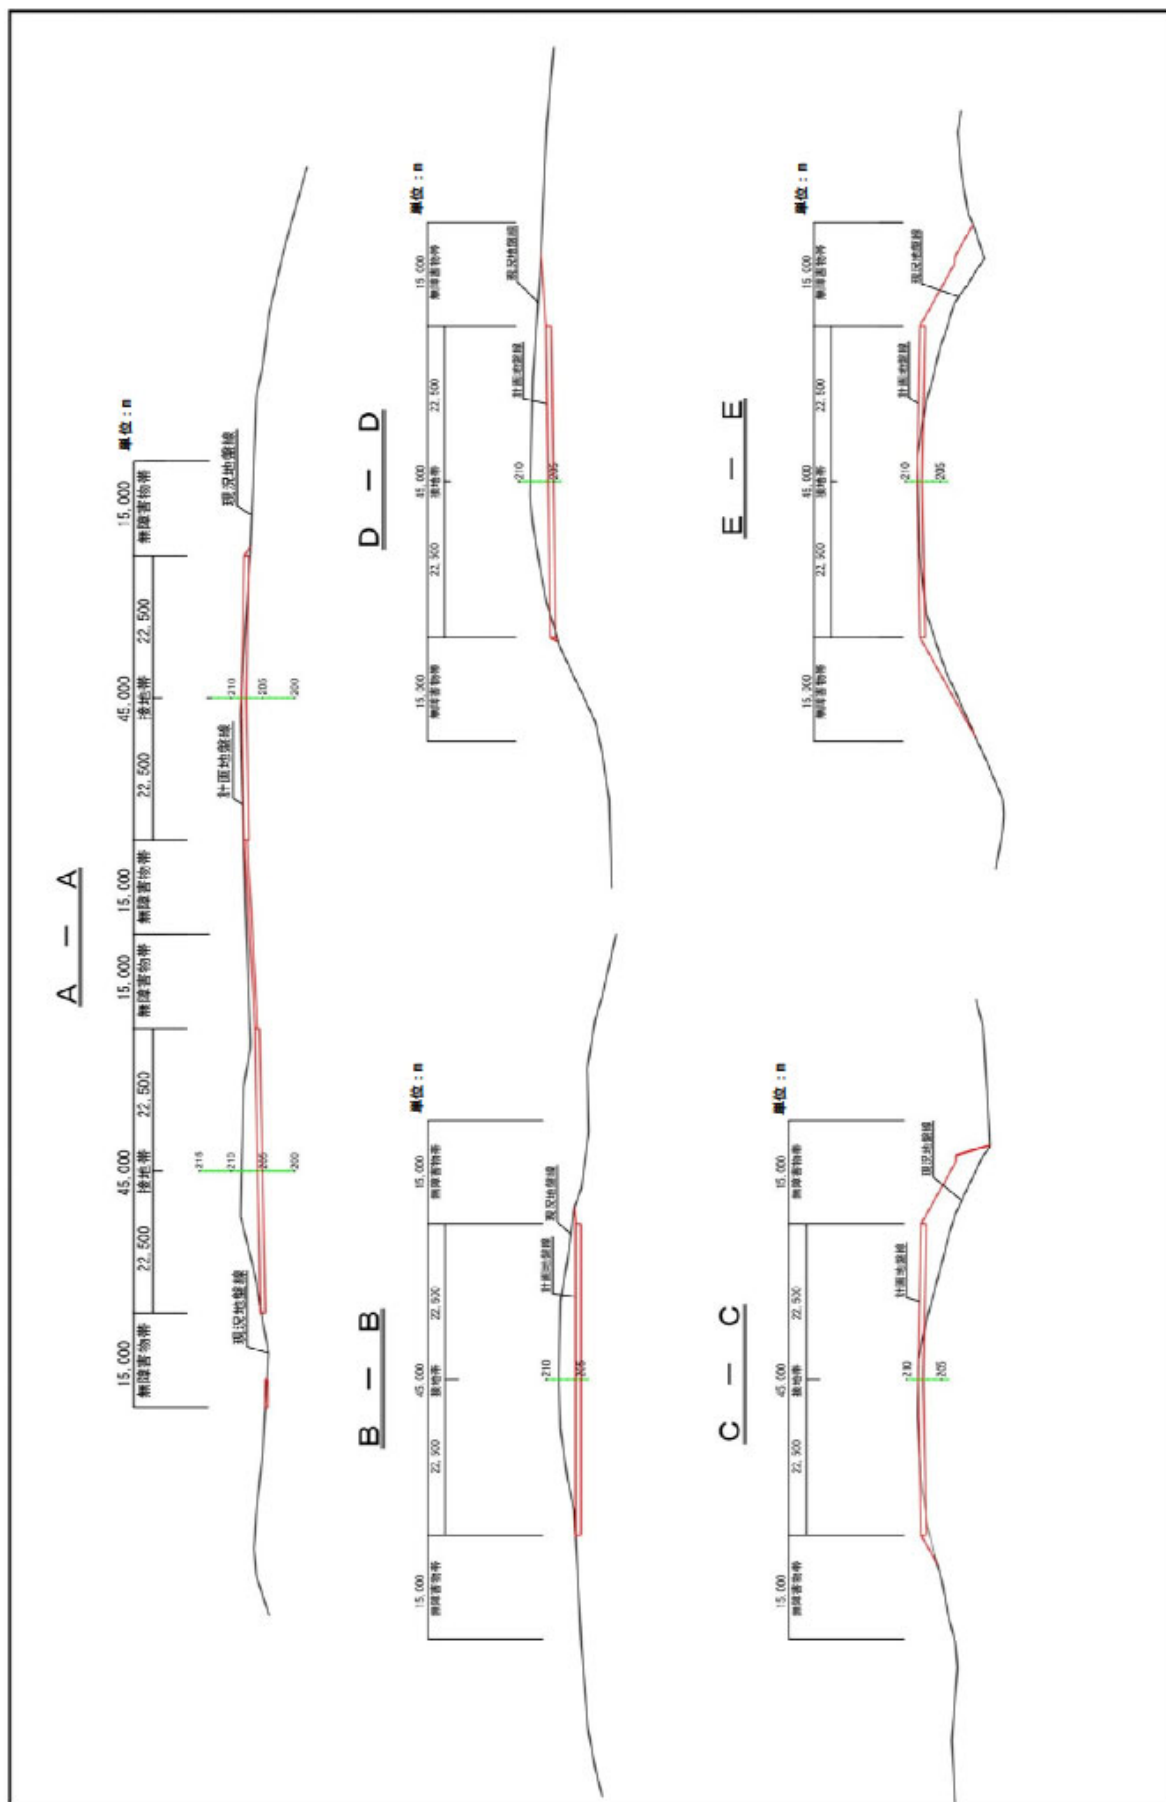 A － A
単位：m
15,000
無障害物帯
22,500
45,000
接地帯
22,500
15,000
無障害物帯
15,000
無障害物帯
22,500
45,000
接地帯
22,500
15,000
無障害物帯
現況地盤線
215
210
205
200
計画地盤線
210
205
200
現況地盤線
B － B
単位：m
15,000
無障害物帯
22,500
45,000
接地帯
22,500
15,000
無障害物帯
210
205
計画地盤線
現況地盤線
D － D
単位：m
15,000
無障害物帯
22,500
45,000
接地帯
22,500
15,000
無障害物帯
210
205
計画地盤線
現況地盤線
C － C
単位：m
15,000
無障害物帯
22,500
45,000
接地帯
22,500
15,000
無障害物帯
210
205
計画地盤線
現況地盤線
E － E
単位：m
15,000
無障害物帯
22,500
45,000
接地帯
22,500
15,000
無障害物帯
210
205
計画地盤線
現況地盤線